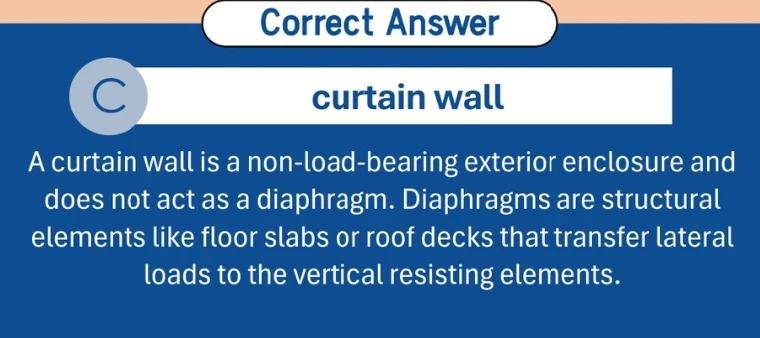 Correct Answer
C
curtain wall
A curtain wall is a non-load-bearing exterior enclosure and
does not act as a diaphragm. Diaphragms are structural
elements like floor slabs or roof decks that transfer lateral
loads to the vertical resisting elements.